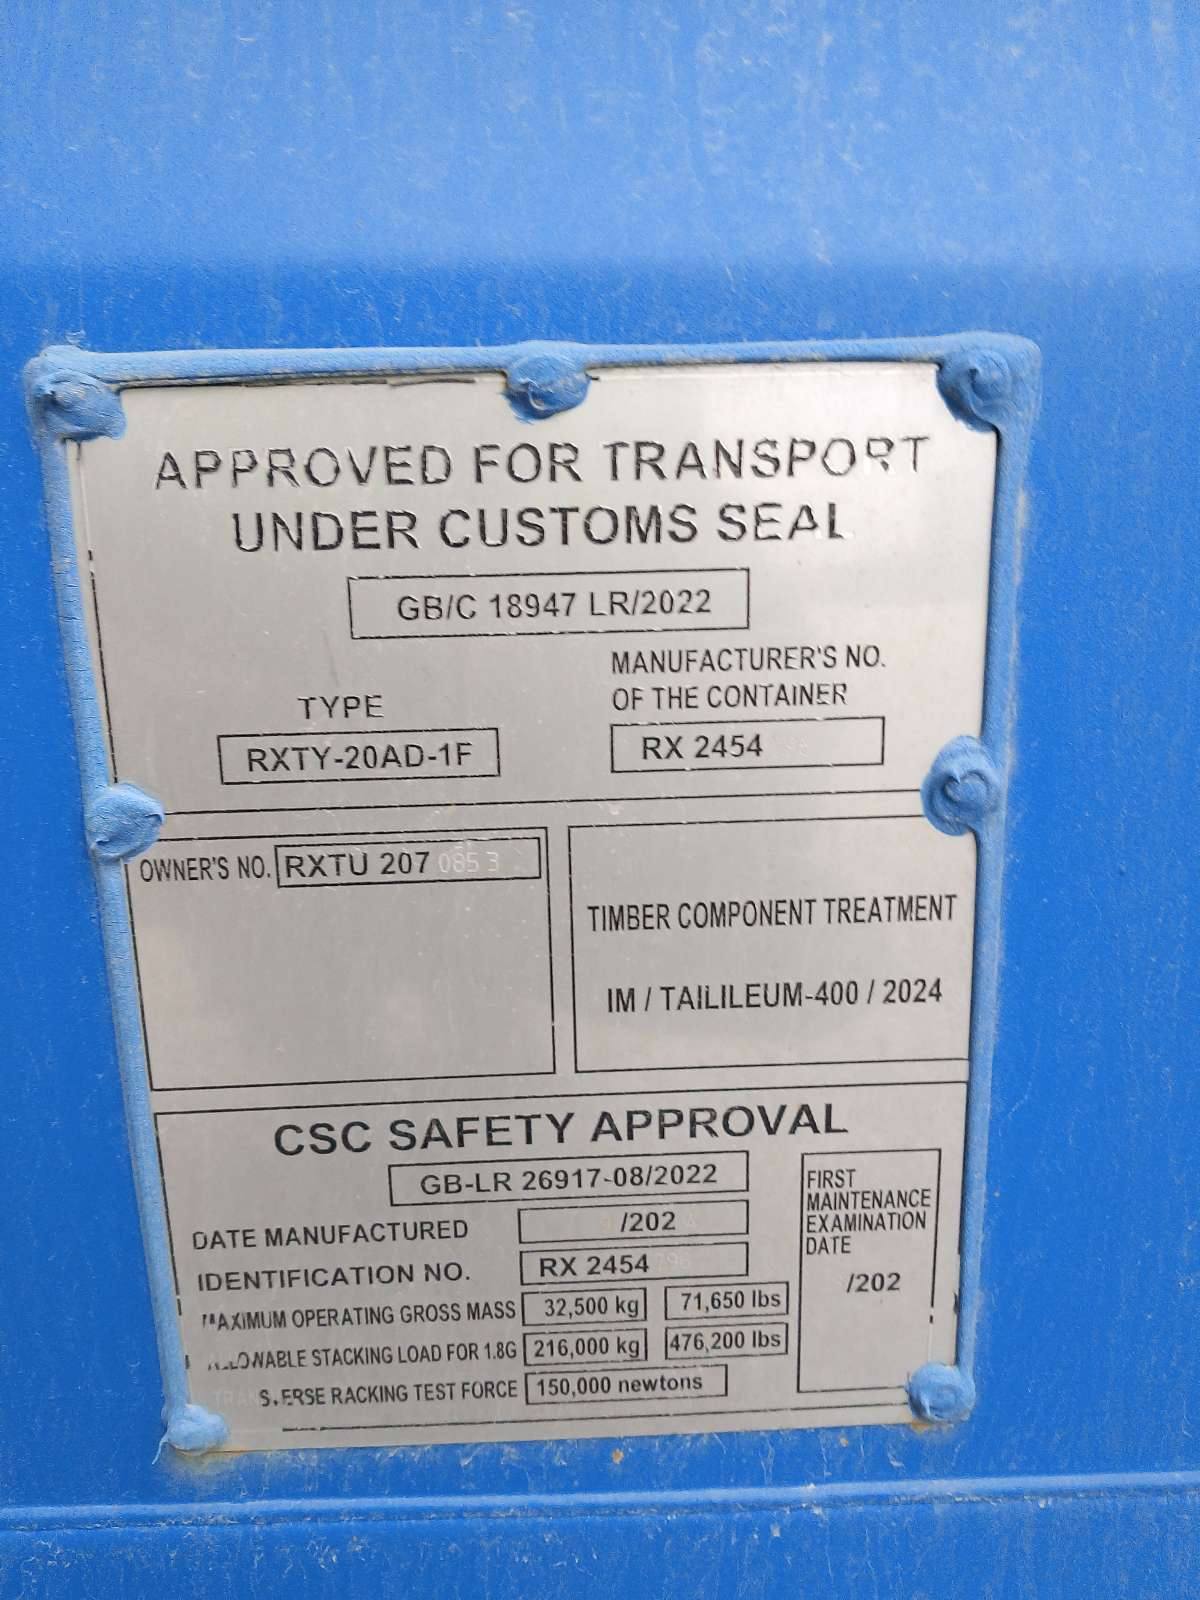 APPROVED FOR TRANSPORT
UNDER CUSTOMS SEAL
GB/C 18947 LR/2022
TYPE
RXTY-20AD-1F
MANUFACTURER'S NO.
OF THE CONTAINER
RX 2454
OWNER'S NO. RXTU 207 085 3
TIMBER COMPONENT TREATMENT
IM / TAILILEUM-400 / 2024
CSC SAFETY APPROVAL
GB-LR 26917-08/2022
DATE MANUFACTURED /202
IDENTIFICATION NO. RX 2454
MAXIMUM OPERATING GROSS MASS 32,500 kg 71,650 lbs
ALLOWABLE STACKING LOAD FOR 1.8G 216,000 kg 476,200 lbs
TRANSVERSE RACKING TEST FORCE 150,000 newtons
FIRST
MAINTENANCE
EXAMINATION
DATE
/202